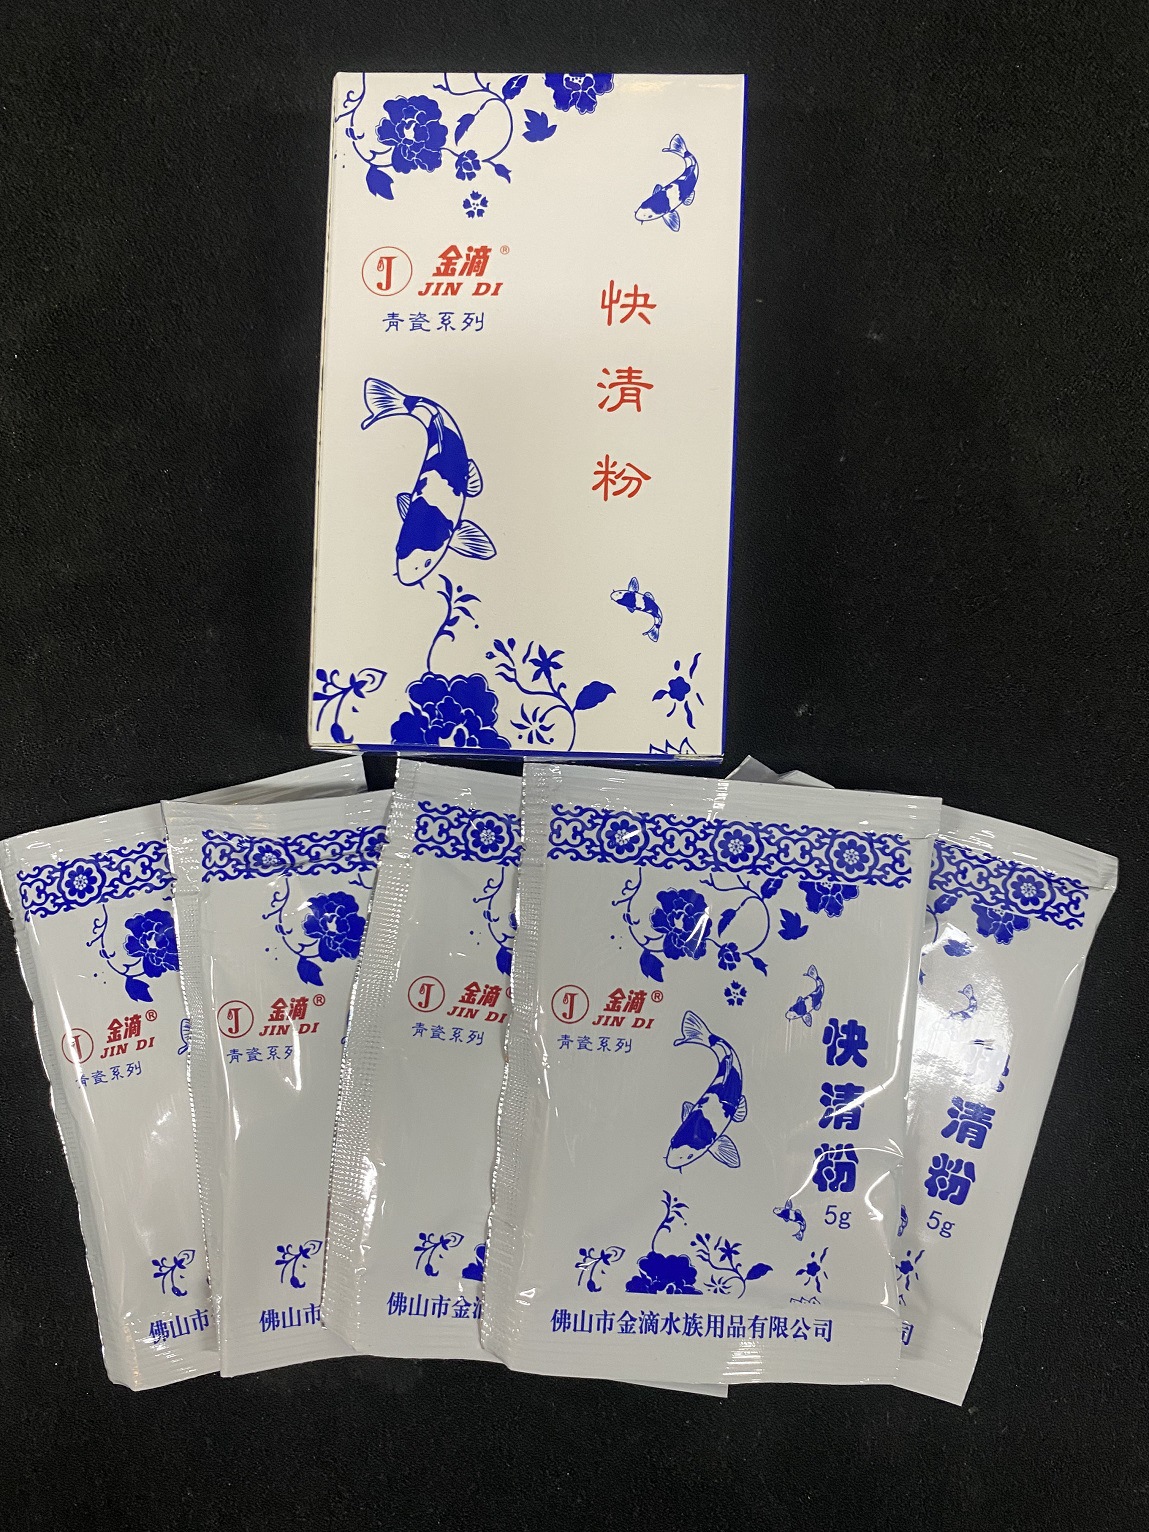 J 金滴®
JIN DI
青瓷系列
快清粉
J 金滴®
JIN DI
青瓷系列
佛山市
J 金滴®
JIN DI
青瓷系列
佛山市
J 金滴
JIN DI
青瓷系列
佛山市金滴
J 金滴®
JIN DI
青瓷系列
快清粉
5g
佛山市金滴水族用品有限公司
清粉
5g
司